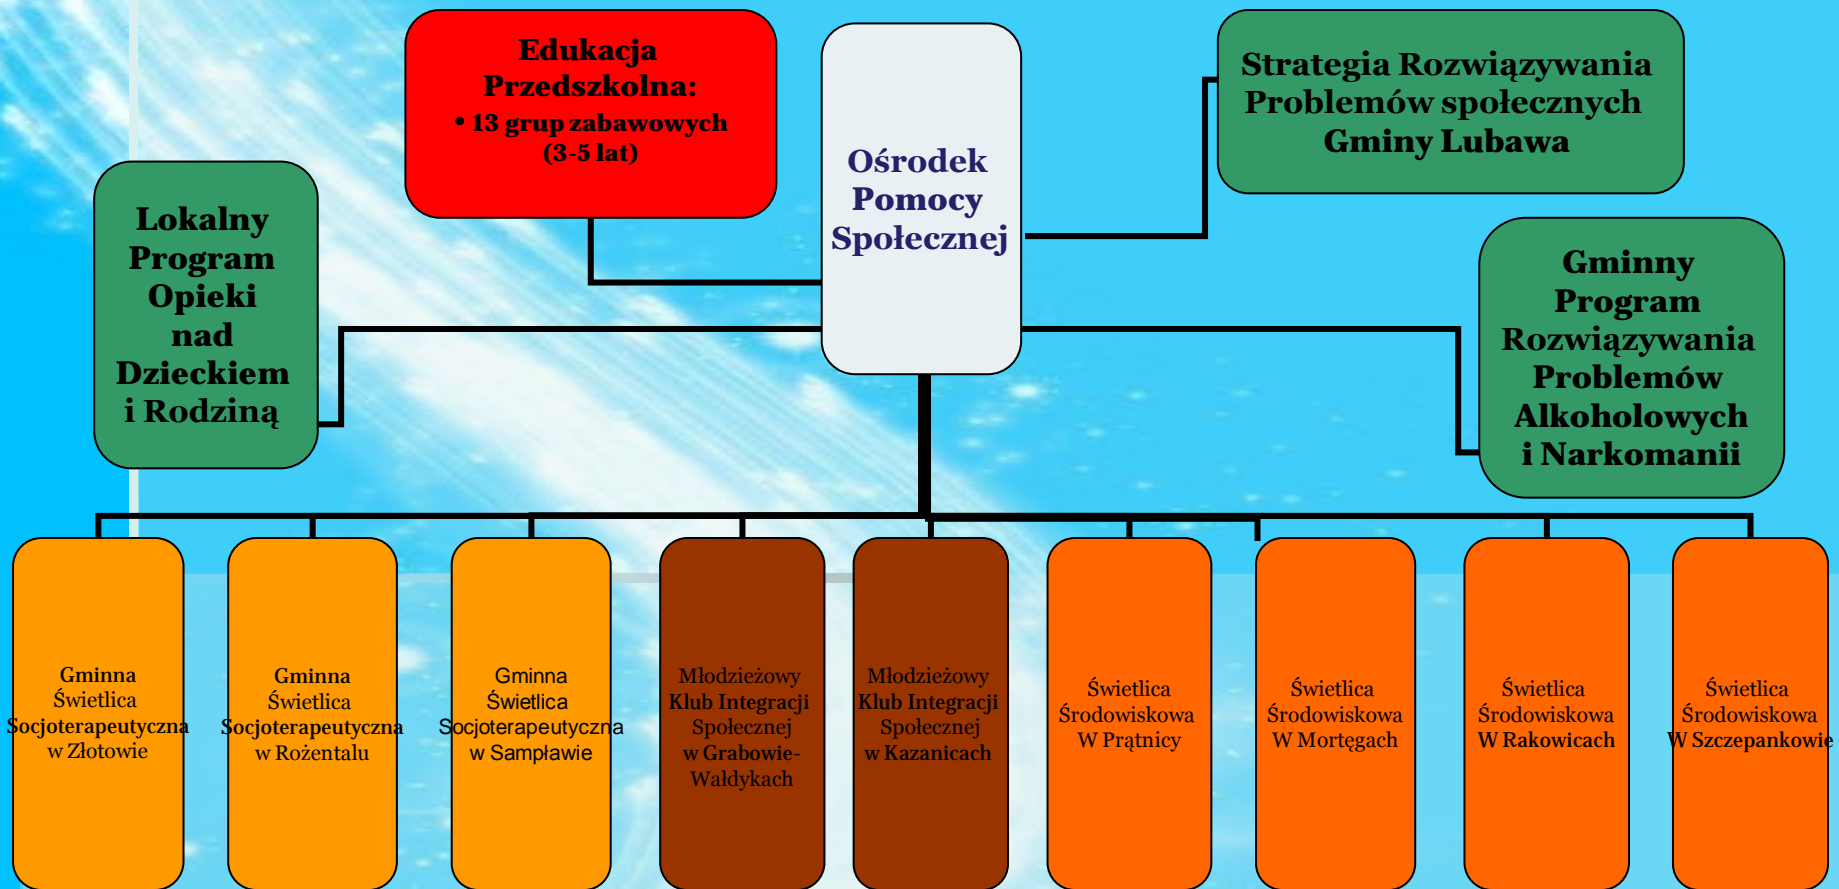 Edukacja
Przedszkolna:
• 13 grup zabawowych
(3-5 lat)
Ośrodek
Pomocy
Społecznej
Strategia Rozwiązywania
Problemów społecznych
Gminy Lubawa
Lokalny
Program
Opieki
nad
Dzieckiem
i Rodziną
Gminny
Program
Rozwiązywania
Problemów
Alkoholowych
i Narkomanii
Gminna
Świetlica
Socjoterapeutyczna
w Złotowie
Gminna
Świetlica
Socjoterapeutyczna
w Rożentalu
Gminna
Świetlica
Socjoterapeutyczna
w Sampławie
Młodzieżowy
Klub Integracji
Społecznej
w Grabowie-
Wałdykach
Młodzieżowy
Klub Integracji
Społecznej
w Kazanicach
Świetlica
Środowiskowa
W Prątnicy
Świetlica
Środowiskowa
W Mortęgach
Świetlica
Środowiskowa
W Rakowicach
Świetlica
Środowiskowa
W Szczepankowie